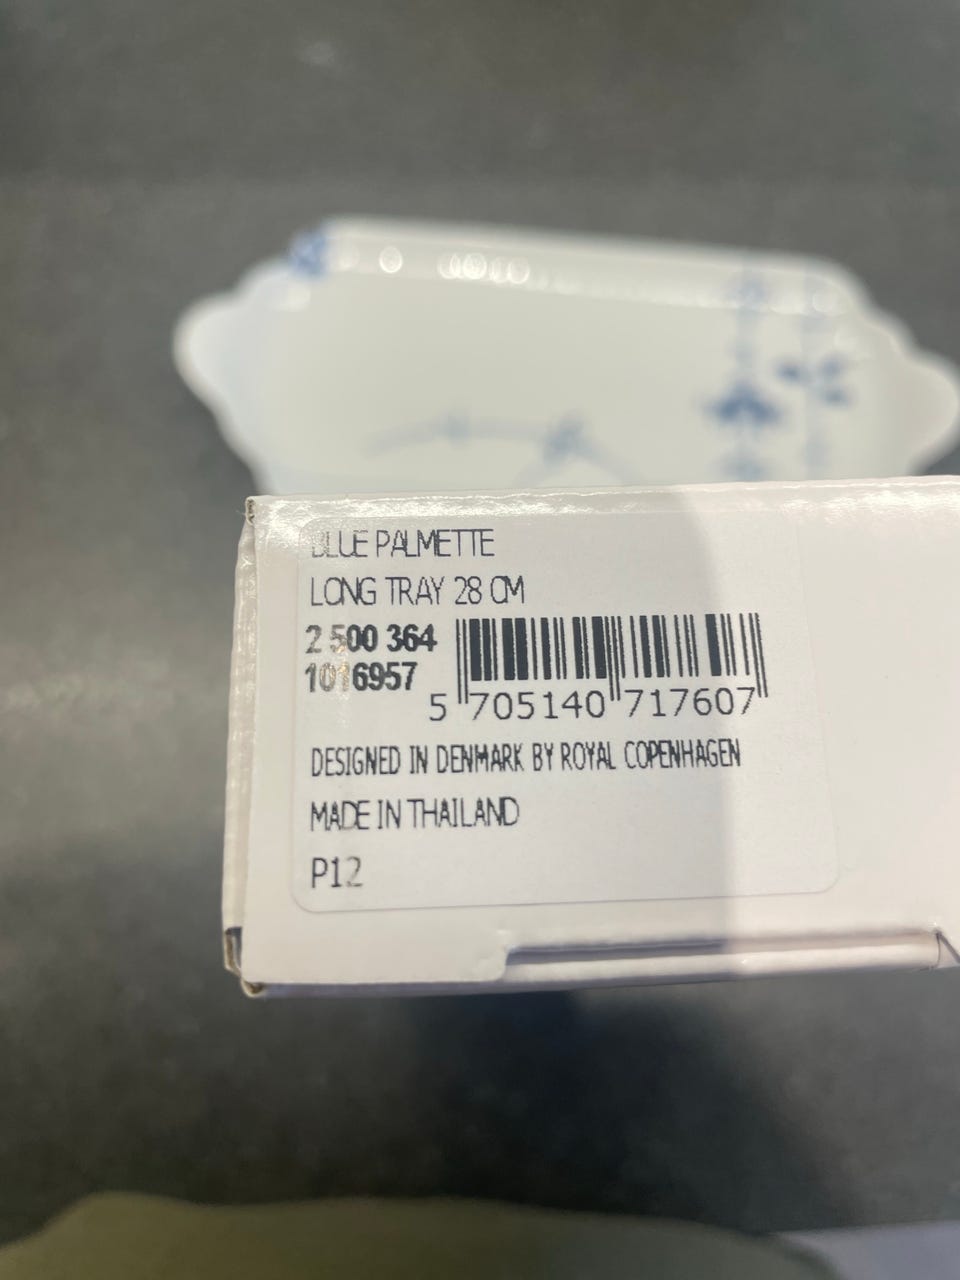 BLUE PALMETTE
LONG TRAY 28 CM
2 500 364
1016957
5 705140 717607
DESIGNED IN DENMARK BY ROYAL COPENHAGEN
MADE IN THAILAND
P12